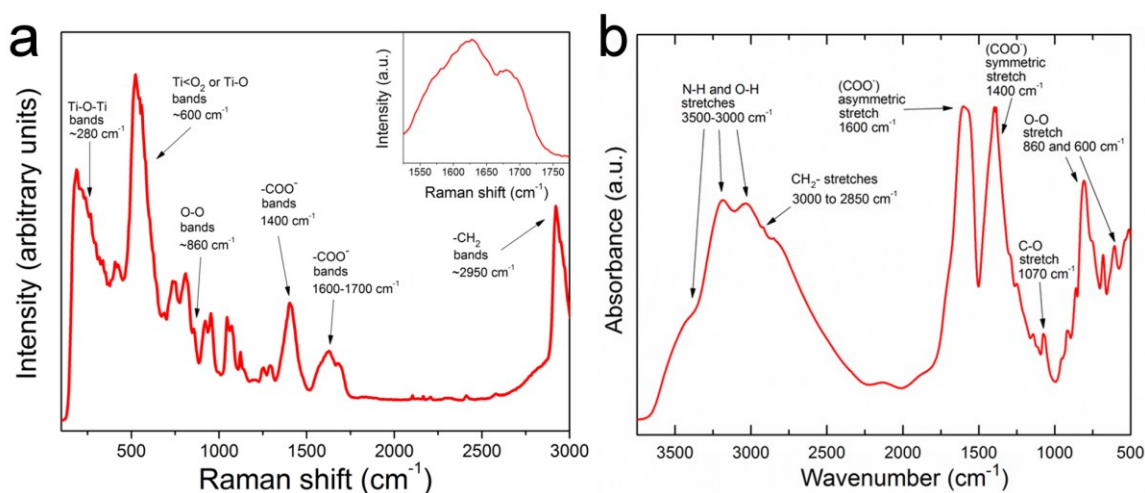 a
Intensity (arbitrary units)
Ti-O-Ti
bands
~280 cm⁻¹
Ti<O₂ or Ti-O
bands
~600 cm⁻¹
O-O
bands
~860 cm⁻¹
-COO⁻
bands
1400 cm⁻¹
-COO⁻
bands
1600-1700 cm⁻¹
-CH₂
bands
~2950 cm⁻¹
Intensity (a.u.)
1550 1600 1650 1700 1750
Raman shift (cm⁻¹)
500 1000 1500 2000 2500 3000
Raman shift (cm⁻¹)
b
Absorbance (a.u.)
N-H and O-H
stretches
3500-3000 cm⁻¹
CH₂- stretches
3000 to 2850 cm⁻¹
(COO⁻)
asymmetric
stretch
1600 cm⁻¹
(COO⁻)
symmetric
stretch
1400 cm⁻¹
O-O
stretch
860 and 600 cm⁻¹
C-O
stretch
1070 cm⁻¹
3500 3000 2500 2000 1500 1000 500
Wavenumber (cm⁻¹)